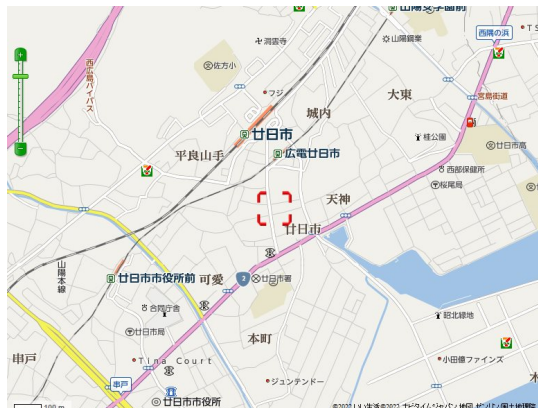 山陽女学園前
洞雲寺
山陽鋼業
西隅の浜
佐方小
西広島バイパス
フジ
城内
大東
宮島街道
廿日市
桂公園
廿日市高
平良山手
広電廿日市
西部保健所
桜尾局
天神
廿日市
山陽本線
廿日市市役所前
可愛
2
廿日市署
合同庁舎
昭北緑地
廿日市局
本町
串戸
Tina Court
小田億ファインズ
串戸
ジュンテンドー
廿日市市役所
100 m